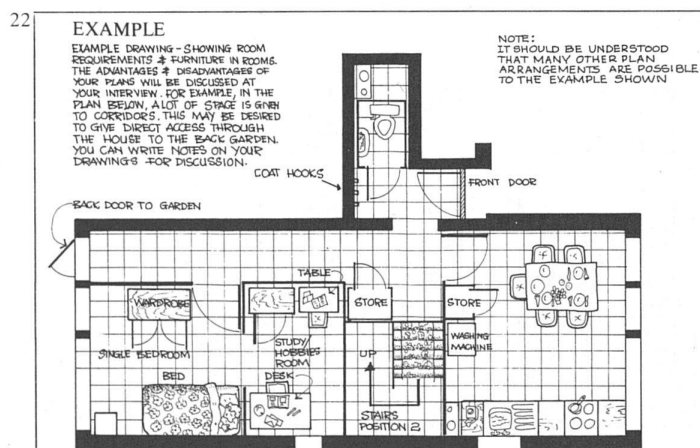 22
EXAMPLE
EXAMPLE DRAWING - SHOWING ROOM
REQUIREMENTS & FURNITURE IN ROOMS.
THE ADVANTAGES & DISADVANTAGES OF
YOUR PLANS WILL BE DISCUSSED AT
YOUR INTERVIEW. FOR EXAMPLE, IN THE
PLAN BELOW, A LOT OF SPACE IS GIVEN
TO CORRIDORS. THIS MAY BE DESIRED
TO GIVE DIRECT ACCESS THROUGH
THE HOUSE TO THE BACK GARDEN.
YOU CAN WRITE NOTES ON YOUR
DRAWINGS FOR DISCUSSION.
NOTE:
IT SHOULD BE UNDERSTOOD
THAT MANY OTHER PLAN
ARRANGEMENTS ARE POSSIBLE
TO THE EXAMPLE SHOWN
COAT HOOKS
FRONT DOOR
BACK DOOR TO GARDEN
TABLE
WARDROBE
STORE
STORE
SINGLE BEDROOM
STUDY/
HOBBIES
ROOM
UP
WASHING
MACHINE
BED
DESK
STAIRS
POSITION 2